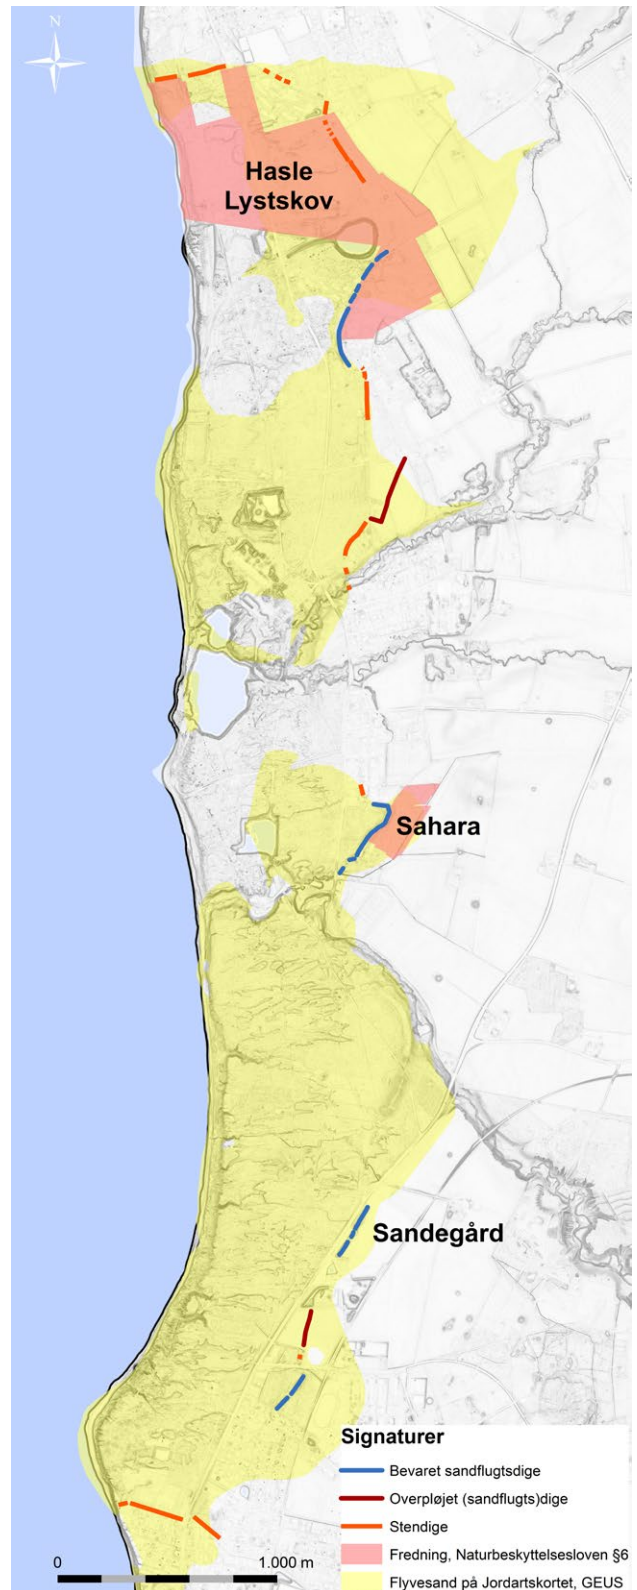 N
Hasle
Lystskov
Sahara
Sandegård
Signaturer
Bevaret sandflugtsdige
Overpløjet (sandflugts)dige
Stendige
Fredning, Naturbeskyttelsesloven §6
Flyvesand på Jordartskortet, GEUS
0 1.000 m